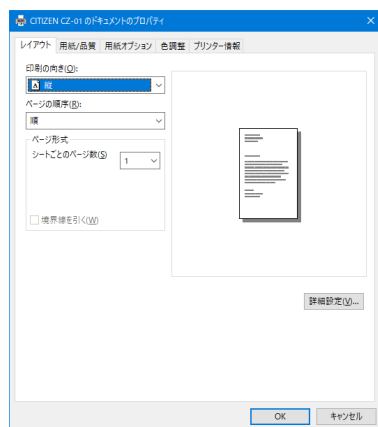 CITIZEN CZ-01 のドキュメントのプロパティ
レイアウト 用紙/品質 用紙オプション 色調整 プリンター情報
印刷の向き(O):
A 縦
ページの順序(R):
順
ページ形式
シートごとのページ数(S) 1
境界線を引く(W)
詳細設定(V)...
OK キャンセル